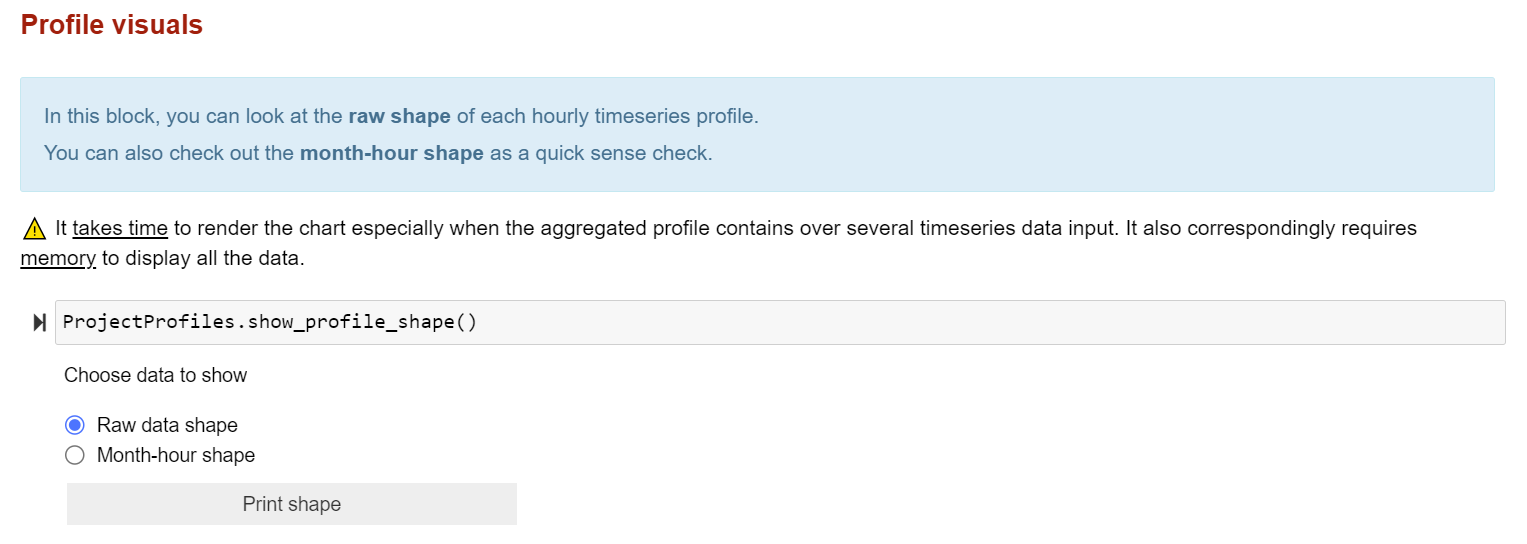 Profile visuals
In this block, you can look at the raw shape of each hourly timeseries profile.
You can also check out the month-hour shape as a quick sense check.
It takes time to render the chart especially when the aggregated profile contains over several timeseries data input. It also correspondingly requires
memory to display all the data.
ProjectProfiles.show_profile_shape()
Choose data to show
Raw data shape
Month-hour shape
Print shape